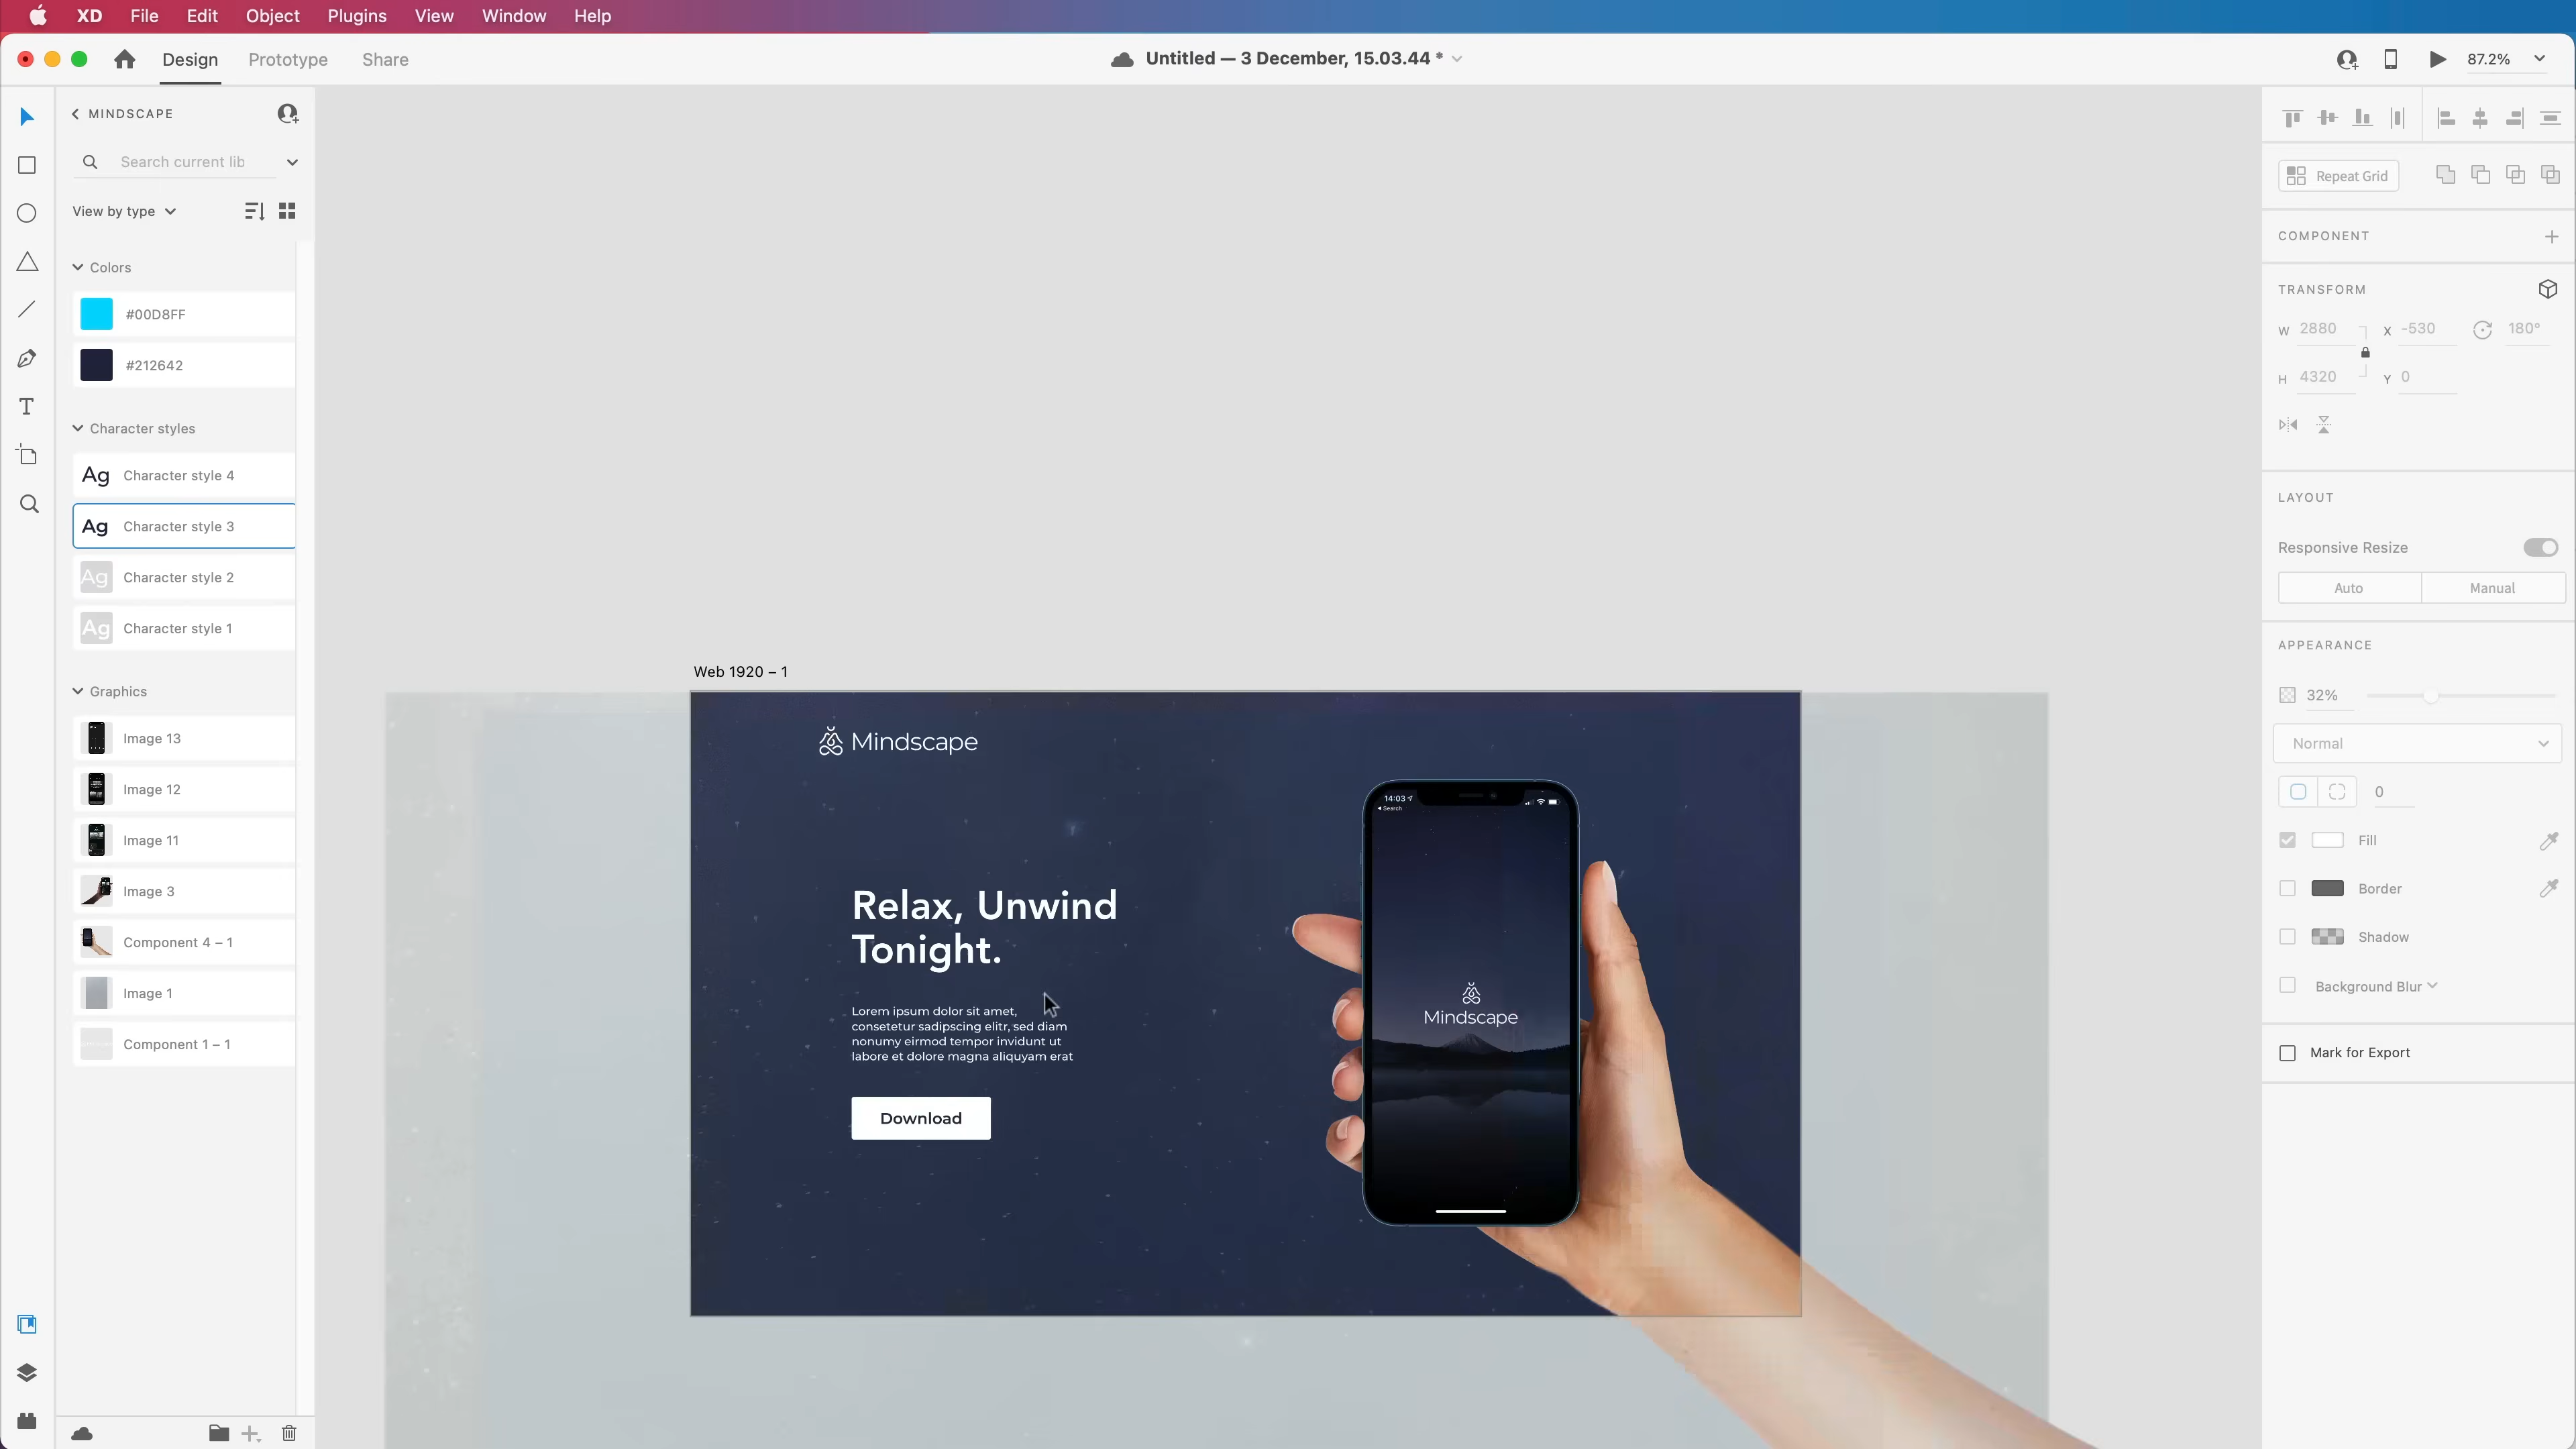 XD File Edit Object Plugins View Window Help
Design Prototype Share
Untitled — 3 December, 15.03.44 *
87.2%
MINDSCAPE
Search current lib
View by type
Colors
#00D8FF
#212642
Character styles
Ag Character style 4
Ag Character style 3
Ag Character style 2
Ag Character style 1
Graphics
Image 13
Image 12
Image 11
Image 3
Component 4 – 1
Image 1
Component 1 – 1
Web 1920 – 1
Mindscape
Relax, Unwind
Tonight.
Lorem ipsum dolor sit amet,
consetetur sadipscing elitr, sed diam
nonumy eirmod tempor invidunt ut
labore et dolore magna aliquyam erat
Download
14:03
Search
Mindscape
Repeat Grid
COMPONENT
TRANSFORM
W 2880 X -530 180°
H 4320 Y 0
LAYOUT
Responsive Resize
Auto Manual
APPEARANCE
32%
Normal
0
Fill
Border
Shadow
Background Blur
Mark for Export